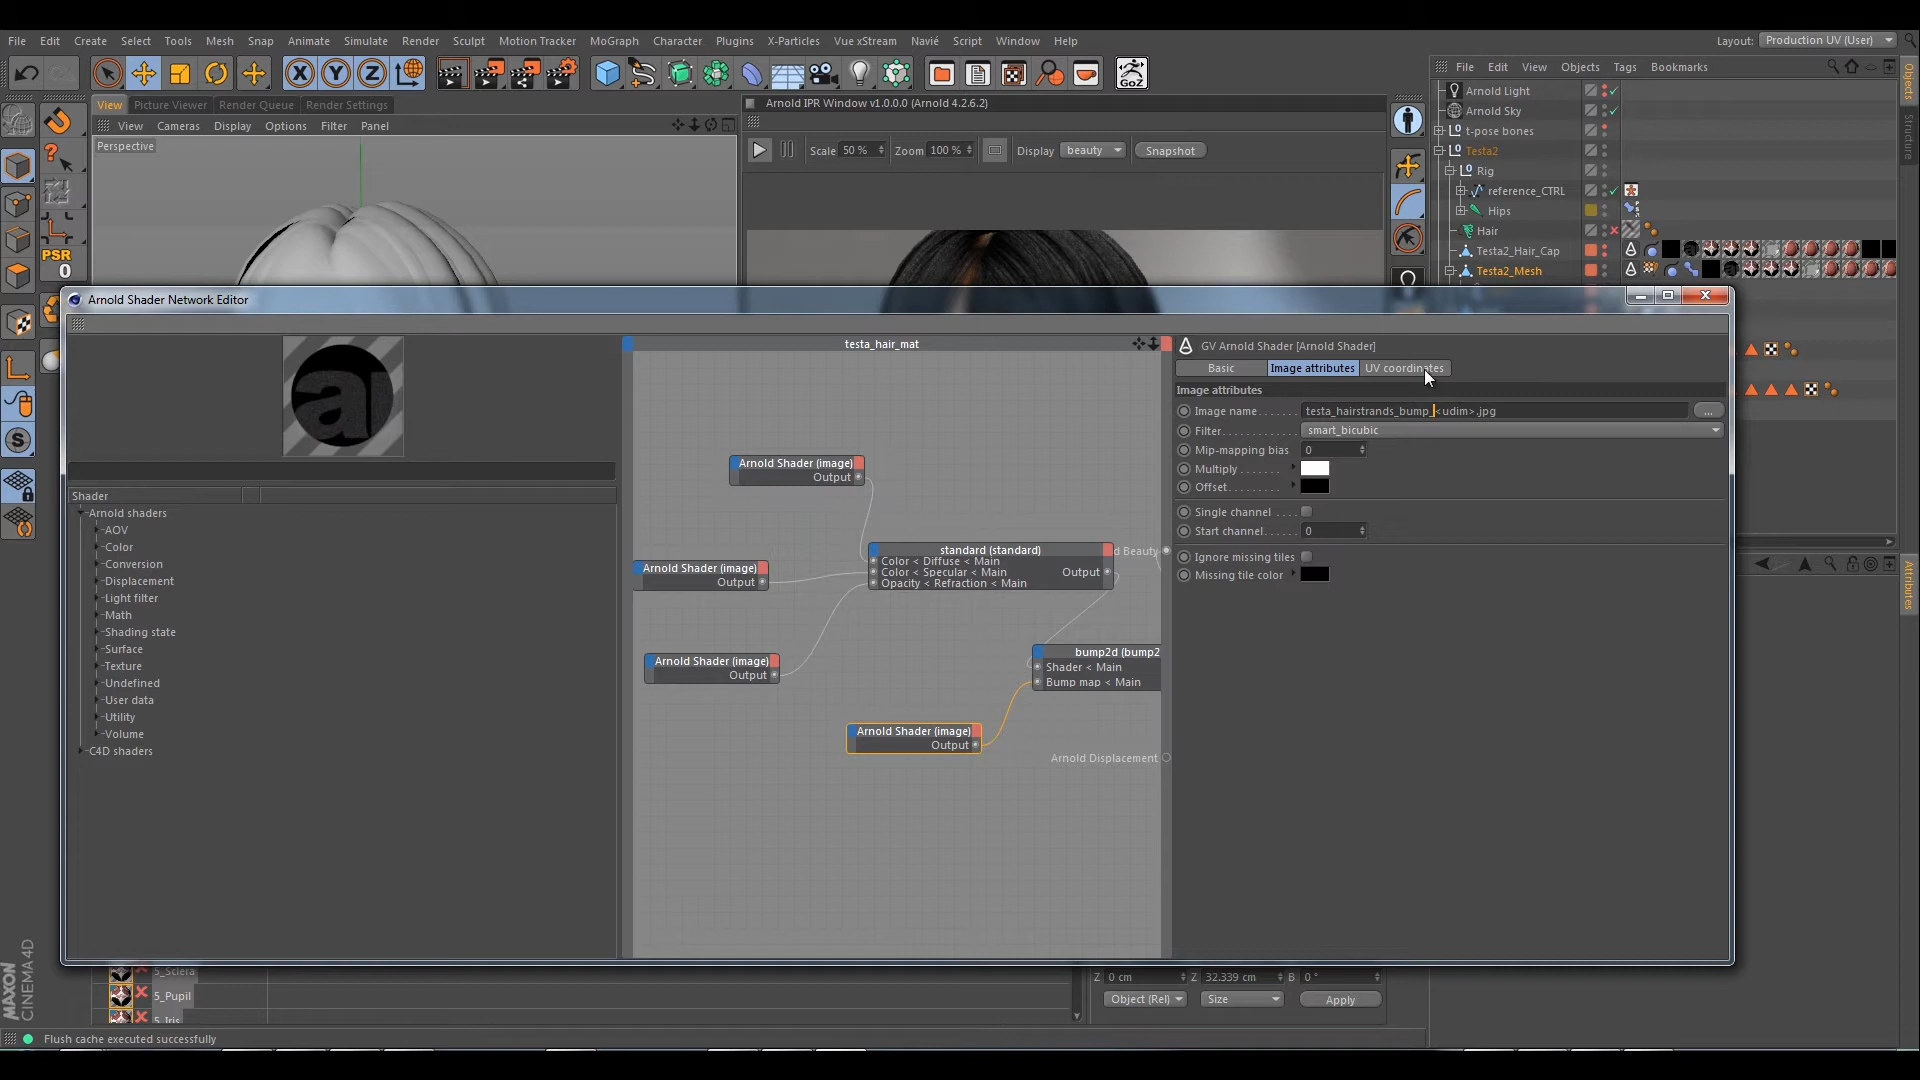 File Edit Create Select Tools Mesh Snap Animate Simulate Render Sculpt Motion Tracker MoGraph Character Plugins X-Particles Vue xStream Navié Script Window Help
Layout: Production UV (User)
X Y Z
GoZ
File Edit View Objects Tags Bookmarks
View Picture Viewer Render Queue Render Settings
Arnold IPR Window v1.0.0.0 (Arnold 4.2.6.2)
View Cameras Display Options Filter Panel
Perspective
Scale 50 % Zoom 100 % Display beauty Snapshot
Arnold Light
Arnold Sky
t-pose bones
Testa2
Rig
reference_CTRL
Hips
Hair
Testa2_Hair_Cap
Testa2_Mesh
Objects
Structure
Attributes
PSR
0
Arnold Shader Network Editor
testa_hair_mat
GV Arnold Shader [Arnold Shader]
Basic Image attributes UV coordinates
Image attributes
Image name . . . . . . . testa_hairstrands_bump_<udim>.jpg ...
Filter . . . . . . . . . . . . smart_bicubic
Mip-mapping bias 0
Multiply . . . . . . .
Offset . . . . . . . . .
Single channel . . . .
Start channel . . . . . 0
Ignore missing tiles
Missing tile color
Shader
Arnold shaders
AOV
Color
Conversion
Displacement
Light filter
Math
Shading state
Surface
Texture
Undefined
User data
Utility
Volume
C4D shaders
Arnold Shader (image)
Output
Arnold Shader (image)
Output
standard (standard)
Color < Diffuse < Main
Color < Specular < Main Output
Opacity < Refraction < Main
d Beauty
Arnold Shader (image)
Output
bump2d (bump2
Shader < Main
Bump map < Main
Arnold Shader (image)
Output
Arnold Displacement
5_Sclera
5_Pupil
5_Iris
Z 0 cm Z 32.339 cm B 0 °
Object (Rel) Size Apply
MAXON
CINEMA4D
Flush cache executed successfully